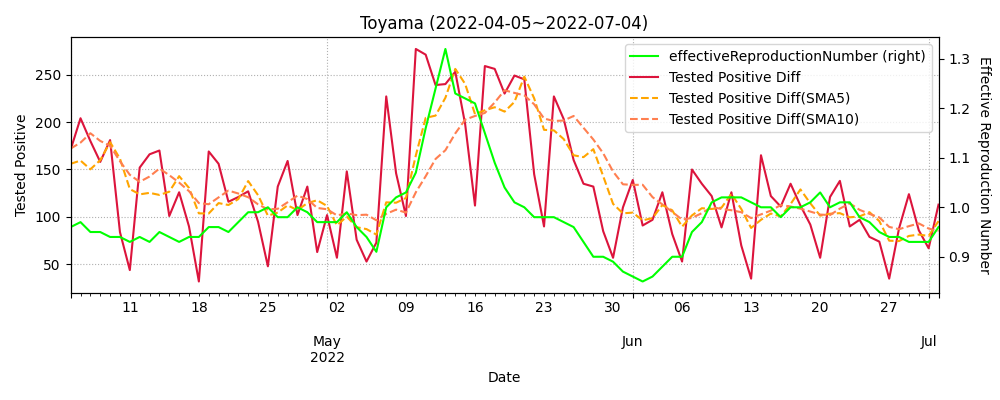 Toyama (2022-04-05~2022-07-04)
effectiveReproductionNumber (right)
Tested Positive Diff
Tested Positive Diff(SMA5)
Tested Positive Diff(SMA10)
Tested Positive
250
200
150
100
50
1.3
1.2
1.1
1.0
0.9
Effective Reproduction Number
11 18 25 02 09 16 23 30 06 13 20 27
May Jun Jul
2022
Date